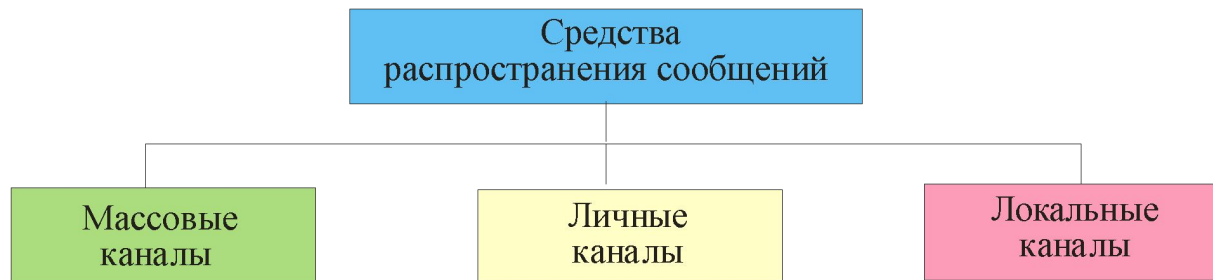 Средства
распространения сообщений
Массовые
каналы
Личные
каналы
Локальные
каналы